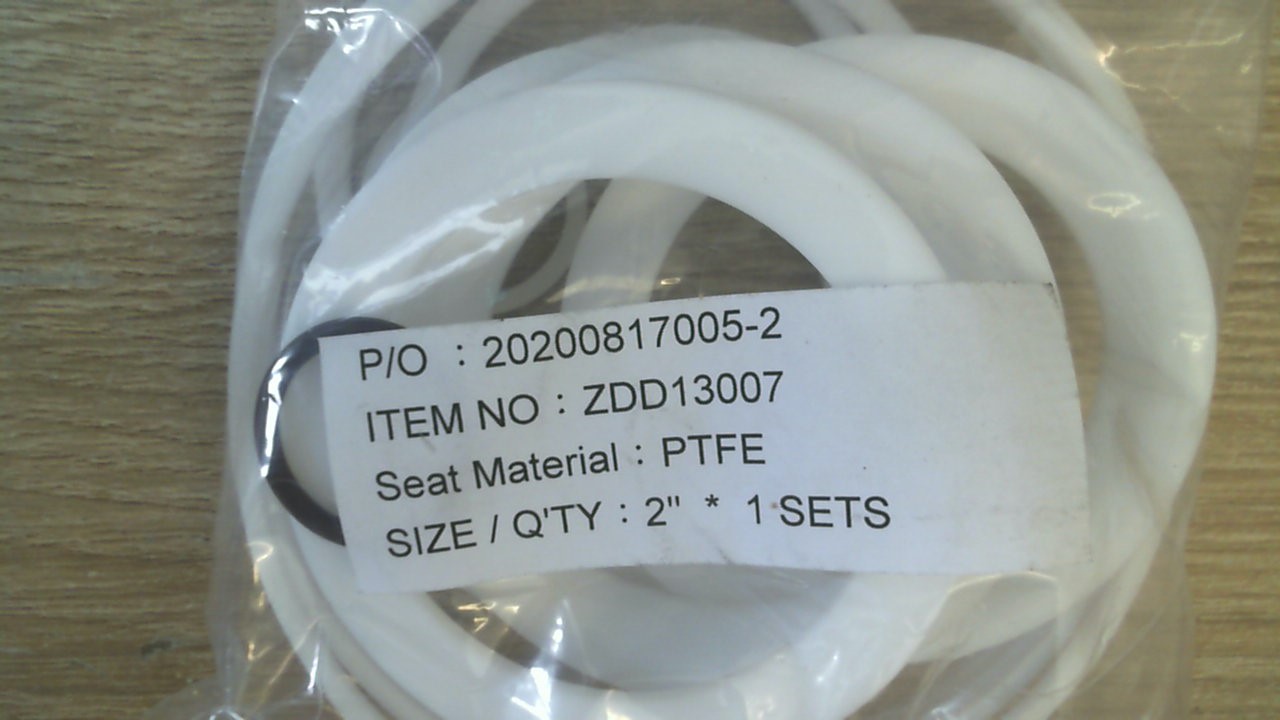 P/O : 20200817005-2
ITEM NO : ZDD13007
Seat Material : PTFE
SIZE / Q'TY : 2" * 1 SETS